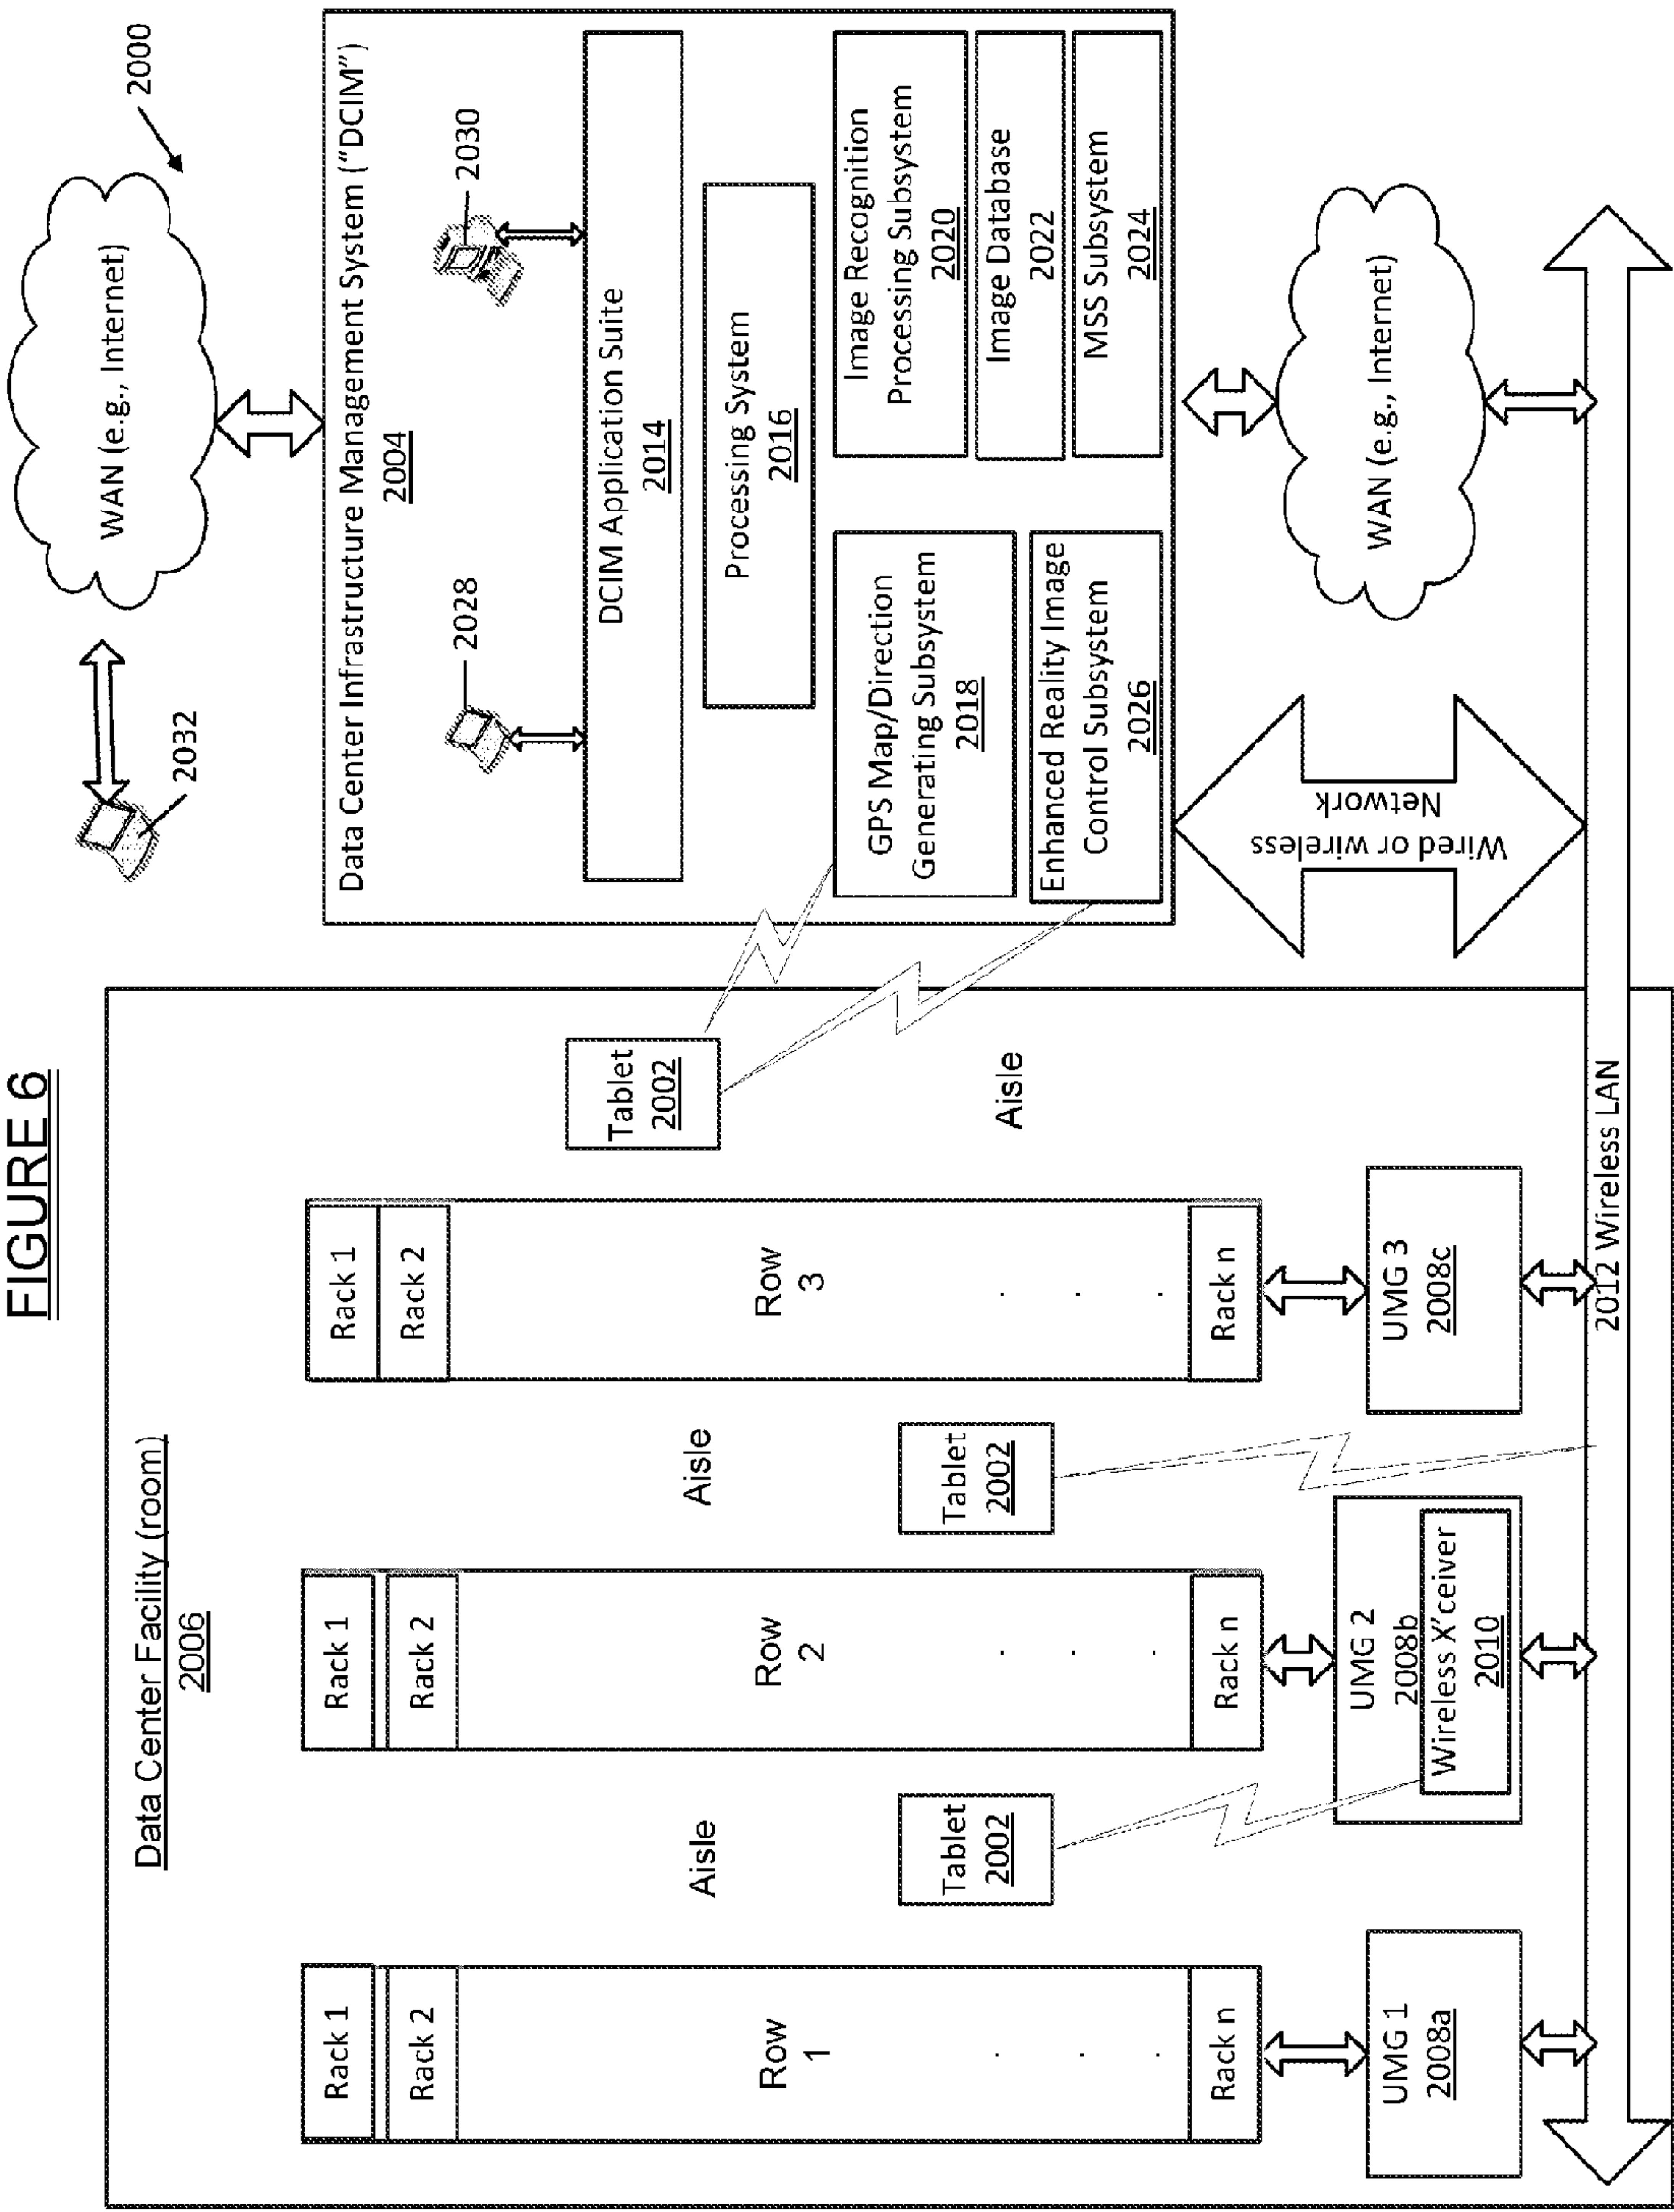 FIGURE 6
Data Center Facility (room)
2006
Rack 1
Rack 2
Row
1
.
.
.
Rack n
UMG 1
2008a
Aisle
Tablet
2002
Rack 1
Rack 2
Row
2
.
.
.
Rack n
UMG 2
2008b
Wireless X'ceiver
2010
Aisle
Tablet
2002
Rack 1
Rack 2
Row
3
.
.
.
Rack n
UMG 3
2008c
Tablet
2002
Aisle
2012 Wireless LAN
2032
WAN (e.g., Internet)
2000
Data Center Infrastructure Management System ("DCIM")
2004
2028
2030
DCIM Application Suite
2014
Processing System
2016
GPS Map/Direction
Generating Subsystem
2018
Enhanced Reality Image
Control Subsystem
2026
Image Recognition
Processing Subsystem
2020
Image Database
2022
MSS Subsystem
2024
Wired or wireless
Network
WAN (e.g., Internet)